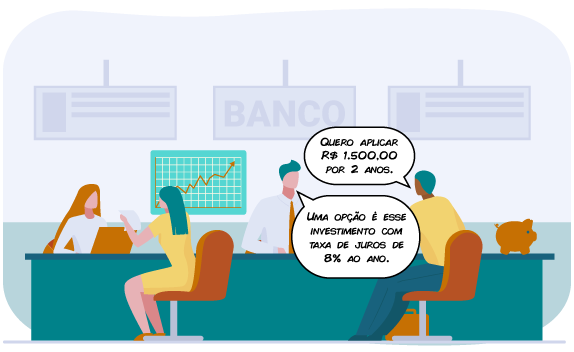 BANCO
QUERO APLICAR
R$ 1.500,00
POR 2 ANOS.
UMA OPÇÃO É ESSE
INVESTIMENTO COM
TAXA DE JUROS DE
8% AO ANO.